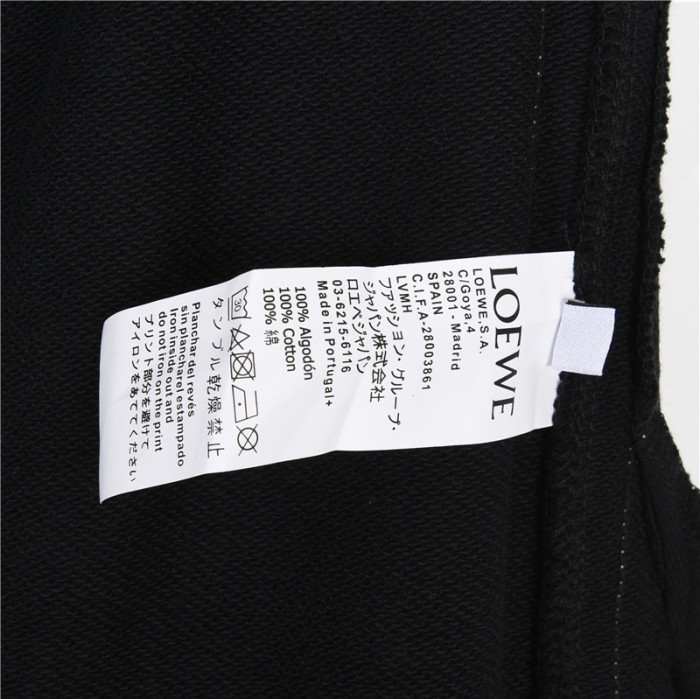 LOEWE
LOEWE, S.A.
C/Goya, 4
28001 - Madrid
SPAIN
C.I.F.A-28003861
LVMH
ファッション・グループ・
ジャパン株式会社
ロエベジャパン
03-6215-6116
Made in Portugal+
100% Algodón
100% Cotton
100% 綿
30
タンブル乾燥禁止
Planchar del revés
sin plancharel estampado
Iron inside out and
do not iron on the print
プリント部分を避けて
アイロンをあててください